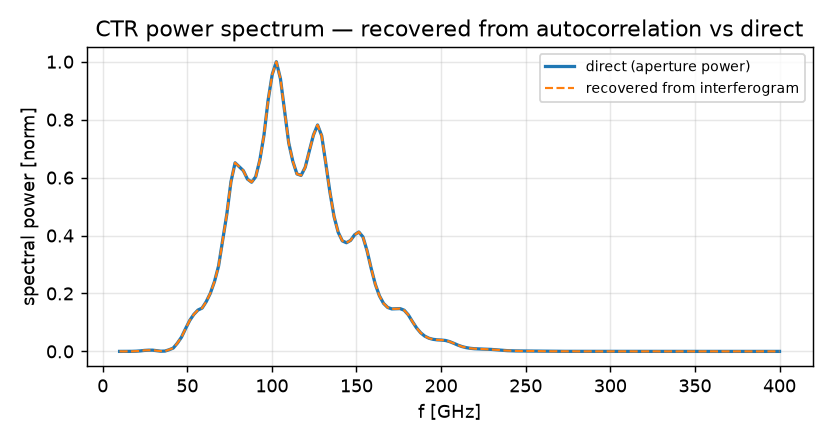 CTR power spectrum — recovered from autocorrelation vs direct
direct (aperture power)
recovered from interferogram
spectral power [norm]
1.0
0.8
0.6
0.4
0.2
0.0
0 50 100 150 200 250 300 350 400
f [GHz]